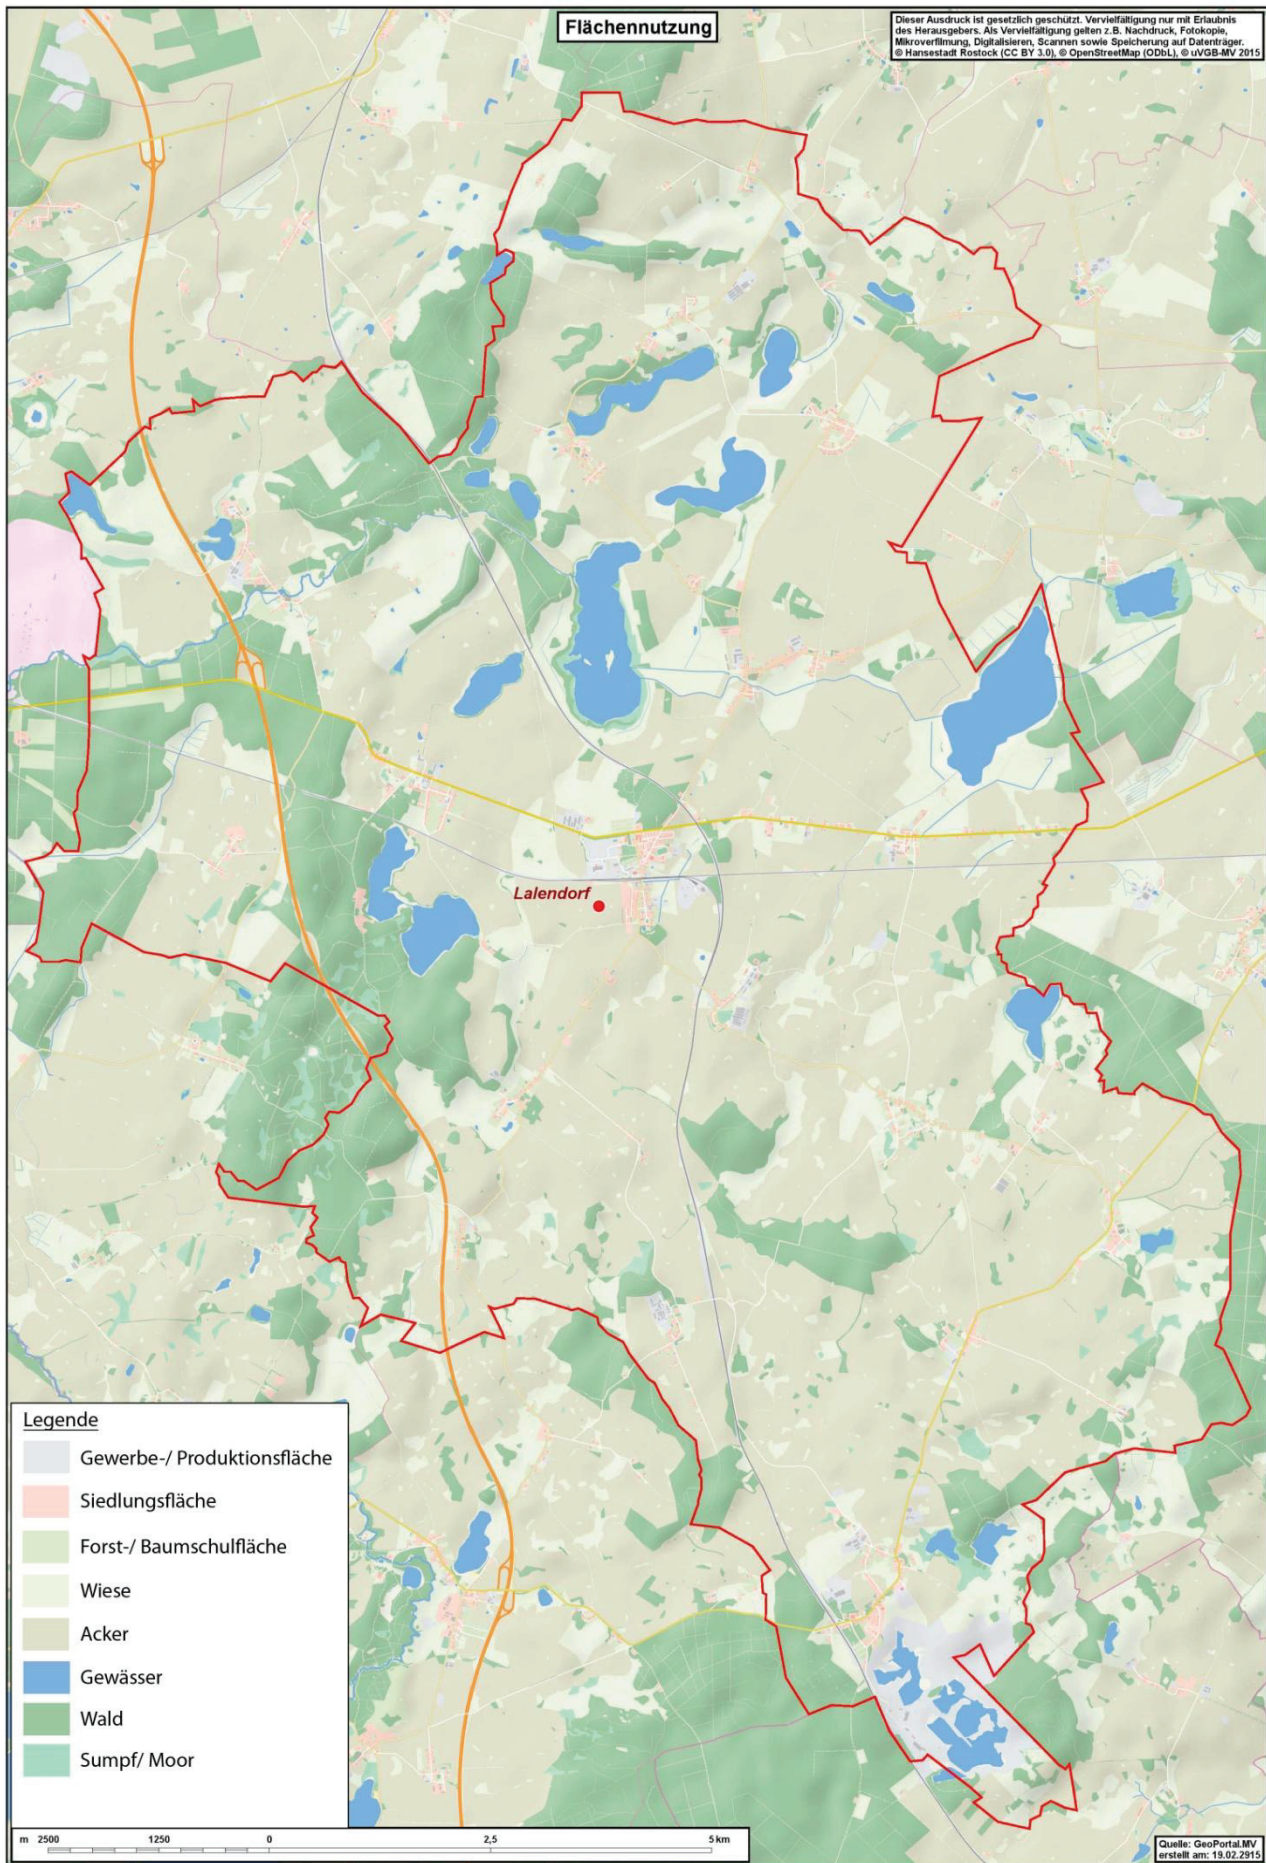 Flächennutzung
Dieser Ausdruck ist gesetzlich geschützt. Vervielfältigung nur mit Erlaubnis
des Herausgebers. Als Vervielfältigung gelten z.B. Nachdruck, Fotokopie,
Mikroverfilmung, Digitalisieren, Scannen sowie Speicherung auf Datenträger.
© Hansestadt Rostock (CC BY 3.0), © OpenStreetMap (ODbL), © uVGB-MV 2015
Lalendorf
Legende
Gewerbe-/ Produktionsfläche
Siedlungsfläche
Forst-/ Baumschulfläche
Wiese
Acker
Gewässer
Wald
Sumpf/ Moor
m 2500 1250 0 2,5 5 km
Quelle: GeoPortal.MV
erstellt am: 19.02.2915